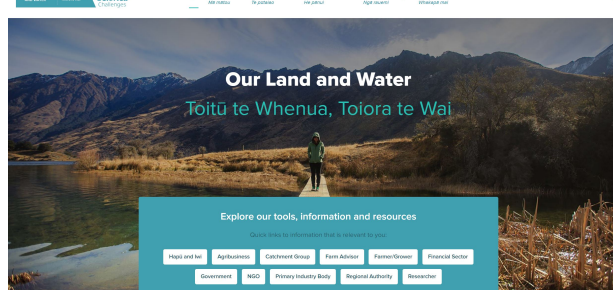 Challenges
Mō mātou Te pātaka He pānui Ngā rauemi Whakapā mai
Our Land and Water
Toitū te Whenua, Toiora te Wai
Explore our tools, information and resources
Quick links to information that is relevant to you
Hapū and Iwi Agribusiness Catchment Group Farm Advisor Farmer/Grower Financial Sector
Government NGO Primary Industry Body Regional Authority Researcher